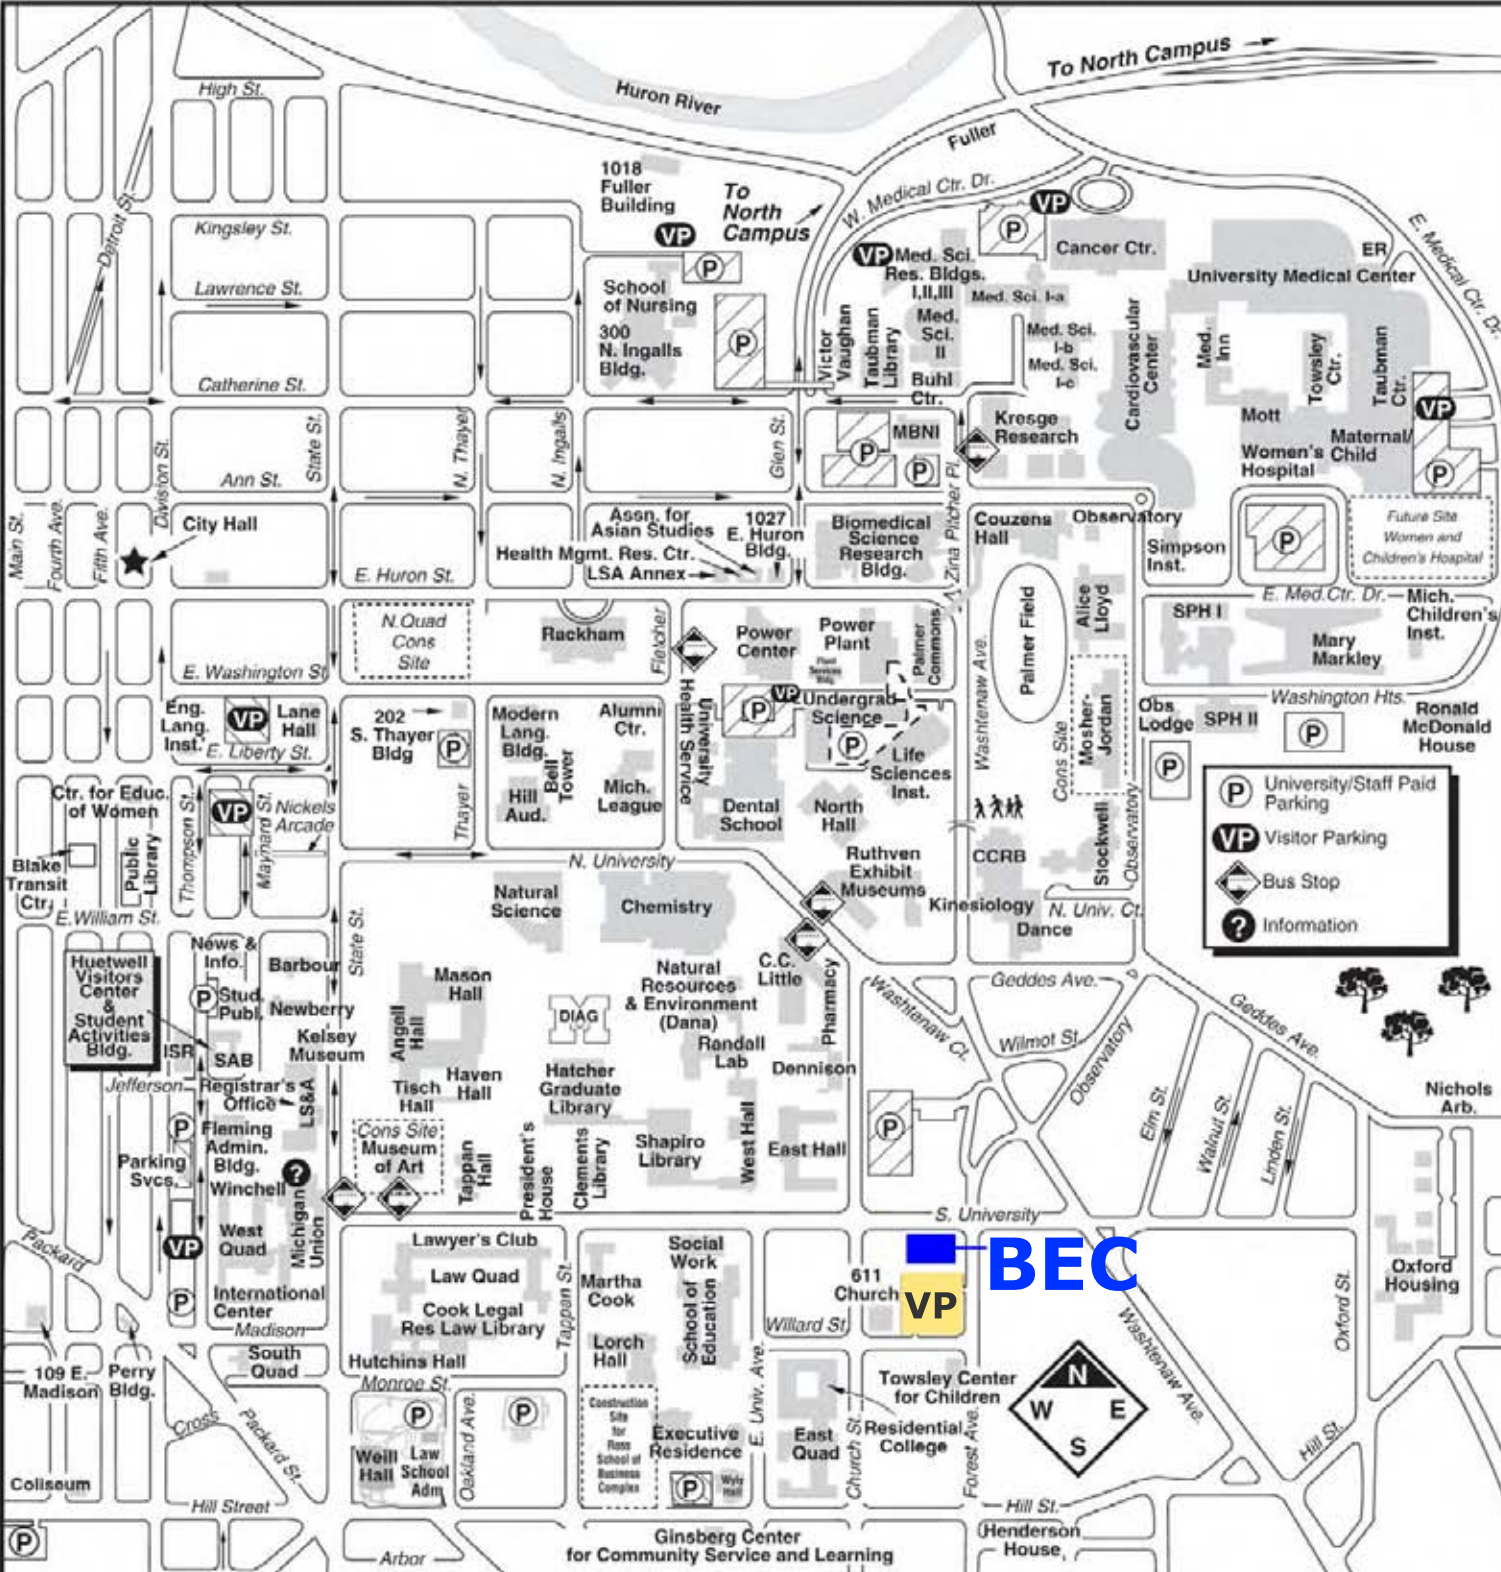 To North Campus
Huron River
High St.
Fuller
1018
Fuller
Building
To
North
Campus
W. Medical Ctr. Dr.
VP
E. Medical Ctr. Dr.
Detroit St.
Kingsley St.
VP
P
P
VP
Med. Sci.
Res. Bldgs.
I,II,III
Cancer Ctr.
ER
University Medical Center
Lawrence St.
School
of Nursing
300
N. Ingalls
Bldg.
P
Med. Sci. I-a
Med.
Sci.
II
Med. Sci.
I-b
Med. Sci.
I-c
Victor
Vaughan
Taubman
Library
Cardiovascular
Center
Med.
Inn
Towsley
Ctr.
Taubman
Ctr.
Catherine St.
Buhl
Ctr.
VP
Mott
State St.
N. Thayer
N. Ingalls
Glen St.
MBNI
P
P
Kresge
Research
Women's
Hospital
Maternal/
Child
P
Division St.
Ann St.
Zina Pitcher Pl.
Main St.
Fourth Ave.
Fifth Ave.
City Hall
Assn. for
Asian Studies
Health Mgmt. Res. Ctr.
LSA Annex
1027
E. Huron
Bldg.
Biomedical
Science
Research
Bldg.
Couzens
Hall
Observatory
Simpson
Inst.
P
Future Site
Women and
Children's Hospital
E. Huron St.
E. Med.Ctr. Dr.
Mich.
Children's
Inst.
N.Quad
Cons
Site
Rackham
Fletcher
Power
Center
Power
Plant
Plant
Services
Bldg.
Palmer
Commons
Washtenaw Ave.
Palmer Field
Alice
Lloyd
SPH I
Mary
Markley
E. Washington St
Washington Hts.
Eng.
Lang.
Inst.
VP
Lane
Hall
E. Liberty St.
202
S. Thayer
Bldg
P
Modern
Lang.
Bldg.
Bell
Tower
Alumni
Ctr.
University
Health Service
P
VP
Undergrad
Science
P
Life
Sciences
Inst.
Cons Site
Mosher-
Jordan
Obs
Lodge
SPH II
P
P
Ronald
McDonald
House
Ctr. for Educ.
of Women
Thompson St.
VP
Maynard St.
Nickels
Arcade
Thayer
Hill
Aud.
Mich.
League
Dental
School
North
Hall
Stockwell
Observatory
P
University/Staff Paid
Parking
VP
Visitor Parking
Bus Stop
?
Information
Blake
Transit
Ctr.
Public
Library
N. University
Ruthven
Exhibit
Museums
CCRB
Kinesiology
N. Univ. Ct.
Dance
E.William St.
State St.
Natural
Science
Chemistry
Huetwell
Visitors
Center
&
Student
Activities
Bldg.
News &
Info.
Barbour
P
Stud.
Publ.
Newberry
Kelsey
Museum
ISR
SAB
Angell
Hall
Mason
Hall
DIAG
Natural
Resources
& Environment
(Dana)
C.C.
Little
Pharmacy
Randall
Lab
Washtenaw Ct.
Geddes Ave.
Geddes Ave.
Wilmot St.
Observatory
Jefferson
Registrar's
Office
LS&A
Tisch
Hall
Haven
Hall
Hatcher
Graduate
Library
Dennison
Elm St.
Walnut St.
Linden St.
Nichols
Arb.
P
Fleming
Admin.
Bldg.
Parking
Svcs.
?
Winchell
Cons Site
Museum
of Art
Tappan
Hall
President's
House
Clements
Library
Shapiro
Library
West Hall
East Hall
P
S. University
Packard
VP
West
Quad
Michigan
Union
Lawyer's Club
Law Quad
Cook Legal
Res Law Library
Tappan St.
Martha
Cook
Social
Work
School of
Education
611
Church
BEC
VP
Oxford
Housing
P
International
Center
Madison
Lorch
Hall
Willard St.
Washtenaw Ave.
Oxford St.
109 E.
Madison
Perry
Bldg.
South
Quad
Hutchins Hall
Monroe St.
E. Univ. Ave.
Towsley Center
for Children
Residential
College
N
W
E
S
Cross
Packard St.
P
Weill
Hall
Law
School
Adm
Oakland Ave.
P
Construction
Site
for
Ross
School of
Business
Complex
Executive
Residence
P
Wyly
Hall
East
Quad
Church St.
Forest Ave.
Hill St.
Coliseum
Hill Street
Hill St.
P
Arbor
Ginsberg Center
for Community Service and Learning
Henderson
House